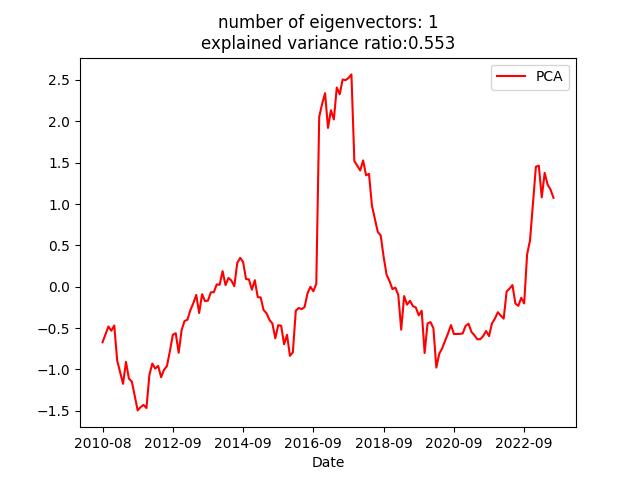 number of eigenvectors: 1
explained variance ratio:0.553
PCA
2.5
2.0
1.5
1.0
0.5
0.0
−0.5
−1.0
−1.5
2010-08 2012-09 2014-09 2016-09 2018-09 2020-09 2022-09
Date